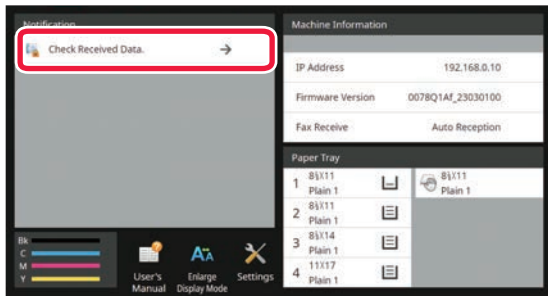 Notification
Check Received Data.
Machine Information
IP Address 192.168.0.10
Firmware Version 0078Q1Af_23030100
Fax Receive Auto Reception
Paper Tray
1 8½X11
Plain 1
2 8½X11
Plain 1
3 8½X14
Plain 1
4 11X17
Plain 1
8½X11
Plain 1
Bk
C
M
Y
User's
Manual
Enlarge
Display Mode
Settings